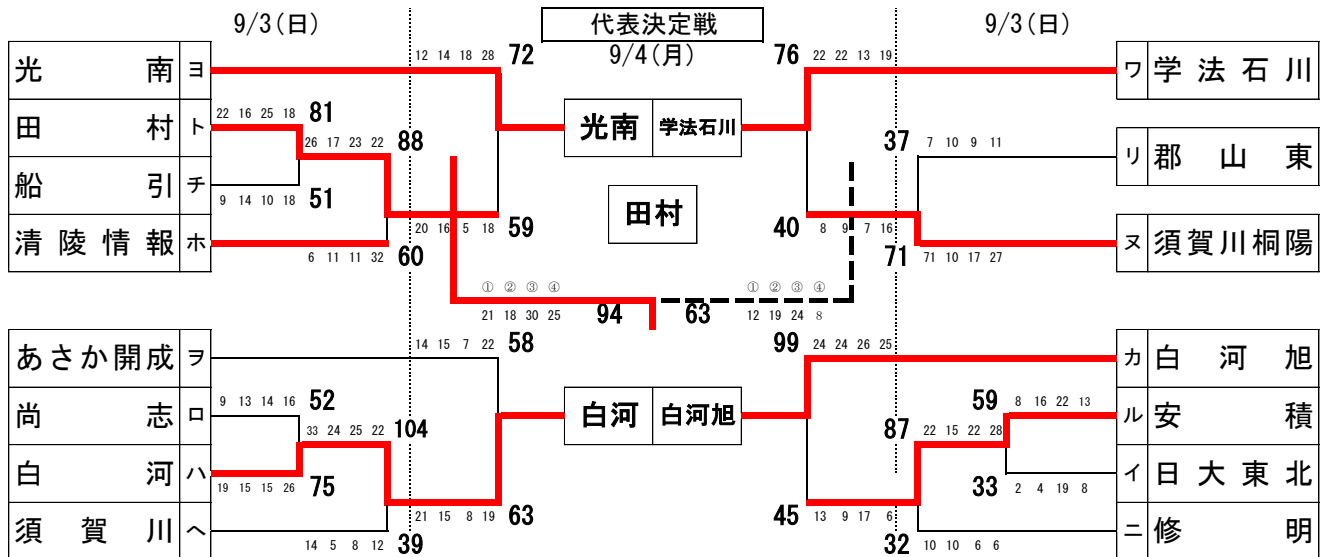 9/3(日)
代表決定戦
9/4(月)
9/3(日)
光南 ヨ
12 14 18 28 72
76 22 22 13 19
ワ 学法石川
田村 ト
22 16 25 18 81
26 17 23 22 88
光南 学法石川
37 7 10 9 11
リ 郡山東
船引 チ
9 14 10 18 51
田村
清陵情報 ホ
20 16 5 18 59
40 8 9 7 16
ヌ 須賀川桐陽
6 11 11 32 60
71 71 10 17 27
① ② ③ ④
21 18 30 25 94
① ② ③ ④
63 12 19 24 8
あさか開成 ヲ
14 15 7 22 58
99 24 24 26 25
カ 白河旭
尚志 ロ
9 13 14 16 52
33 24 25 22 104
白河 白河旭
87 22 15 22 28
59 8 16 22 13
ル 安積
白河 ハ
19 15 15 26 75
33 2 4 19 8
イ 日大東北
須賀川 ヘ
21 15 8 19 63
45 13 9 17 6
ニ 修明
14 5 8 12 39
32 10 10 6 6